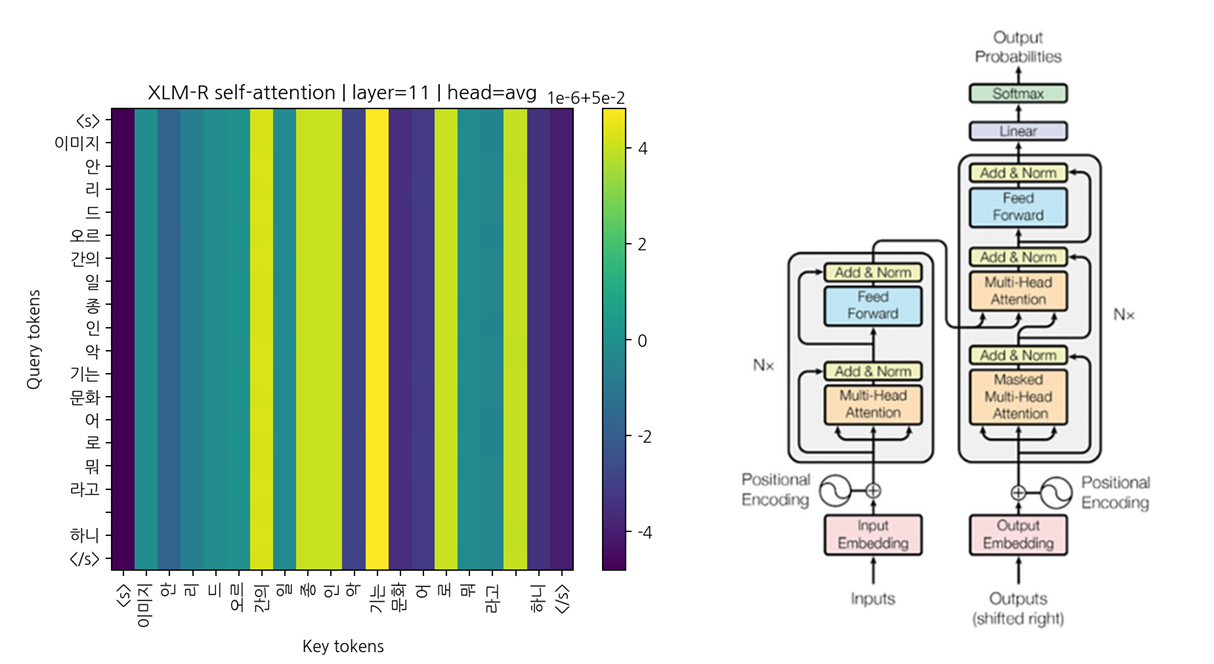 XLM-R self-attention | layer=11 | head=avg
1e-6+5e-2
Query tokens
<s>
이미지
안
리
드
오르
간의
일
종
인
악
기는
문화
어
로
뭐
라고
하니
</s>
<s>
이미지
안
리
드
오르
간의
일
종
인
악
기는
문화
어
로
뭐
라고
하니
</s>
Key tokens
4
2
0
-2
-4
Output
Probabilities
Softmax
Linear
Add & Norm
Feed
Forward
Add & Norm
Multi-Head
Attention
Add & Norm
Masked
Multi-Head
Attention
Nx
Add & Norm
Feed
Forward
Add & Norm
Multi-Head
Attention
Nx
Positional
Encoding
Positional
Encoding
Input
Embedding
Output
Embedding
Inputs
Outputs
(shifted right)